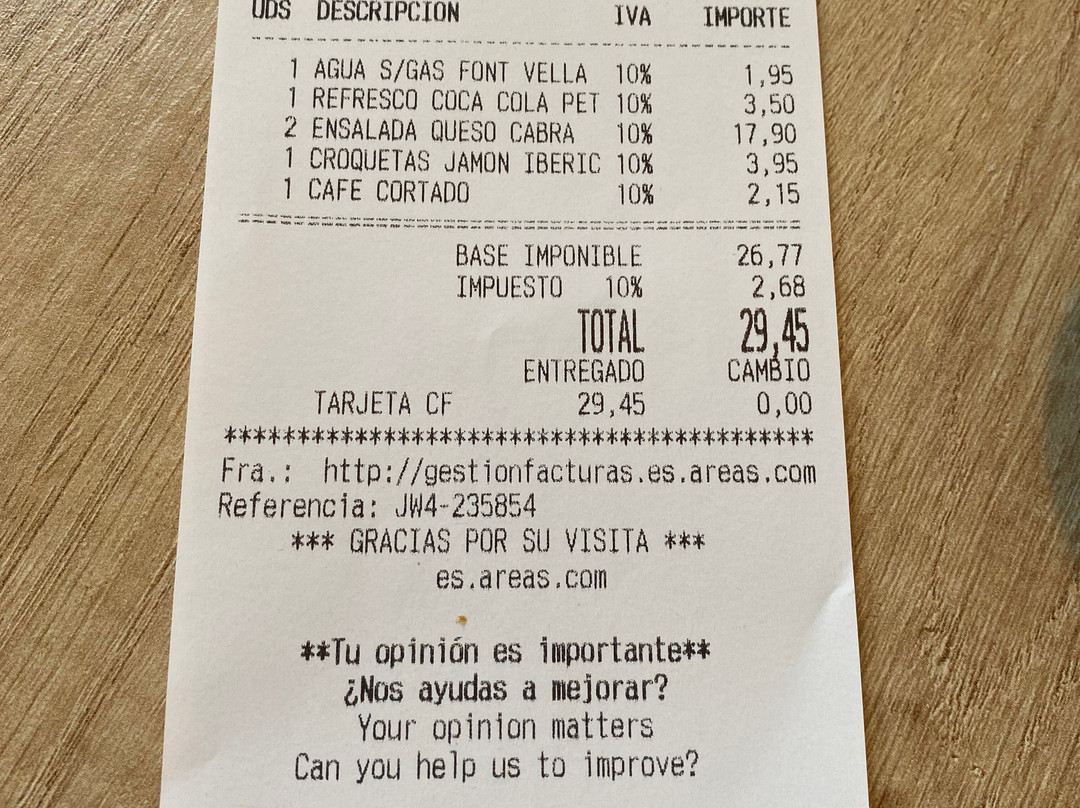 UDS DESCRIPCION IVA IMPORTE
1 AGUA S/GAS FONT VELLA 10% 1,95
1 REFRESCO COCA COLA PET 10% 3,50
2 ENSALADA QUESO CABRA 10% 17,90
1 CROQUETAS JAMON IBERIC 10% 3,95
1 CAFE CORTADO 10% 2,15
BASE IMPONIBLE 26,77
IMPUESTO 10% 2,68
TOTAL 29,45
ENTREGADO CAMBIO
TARJETA CF 29,45 0,00
*****************************************
Fra.: http://gestionfacturas.es.areas.com
Referencia: JW4-235854
*** GRACIAS POR SU VISITA ***
es.areas.com
**Tu opinión es importante**
¿Nos ayudas a mejorar?
Your opinion matters
Can you help us to improve?